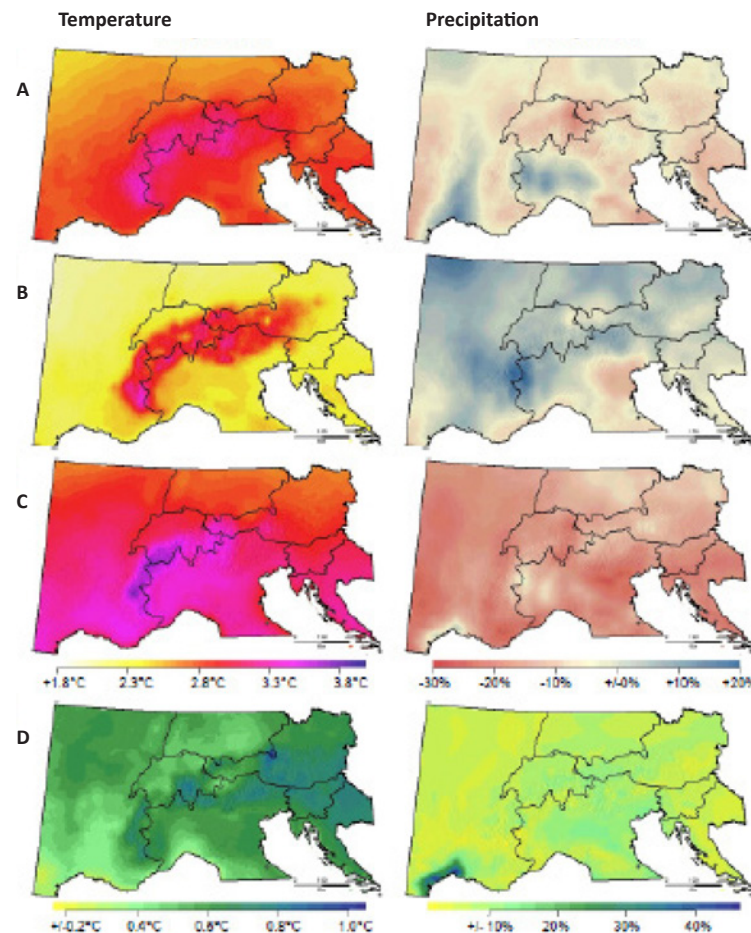 Temperature Precipitation
A
B
C
+1.8°C 2.3°C 2.8°C 3.3°C 3.8°C -30% -20% -10% +/-0% +10% +20%
D
+/-0.2°C 0.4°C 0.6°C 0.8°C 1.0°C +/- 10% 20% 30% 40%